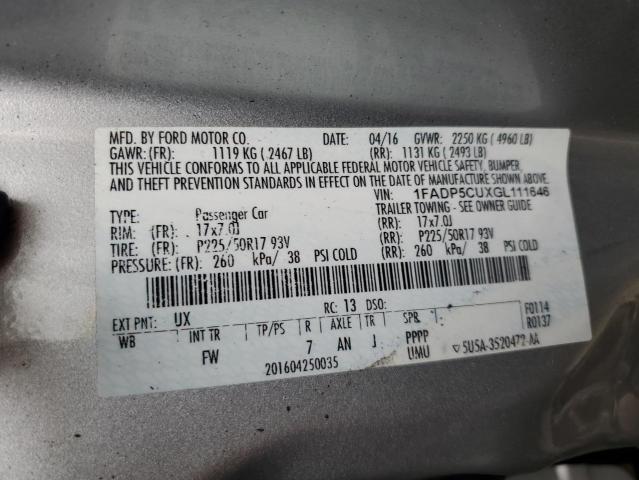 MFD. BY FORD MOTOR CO. DATE: 04/16 GVWR: 2250 KG ( 4960 LB)
GAWR: (FR): 1119 KG ( 2467 LB) (RR): 1131 KG ( 2493 LB)
THIS VEHICLE CONFORMS TO ALL APPLICABLE FEDERAL MOTOR VEHICLE SAFETY, BUMPER,
AND THEFT PREVENTION STANDARDS IN EFFECT ON THE DATE OF MANUFACTURE SHOWN ABOVE.
VIN: 1FADP5CUXGL111646
TYPE: Passenger Car TRAILER TOWING - SEE OWNER GUIDE
RIM: (FR): 17x7.0J (RR): 17x7.0J
TIRE: (FR): P225/50R17 93V (RR): P225/50R17 93V
PRESSURE: (FR): 260 kPa/ 38 PSI COLD (RR): 260 kPa/ 38 PSI COLD
EXT PNT: UX RC: 13 DSO: F0114
WB INT TR TP/PS R AXLE TR SPR R0137
FW 7 AN J PPPP
UIMU
201604250035 5U5A-3520472-AA